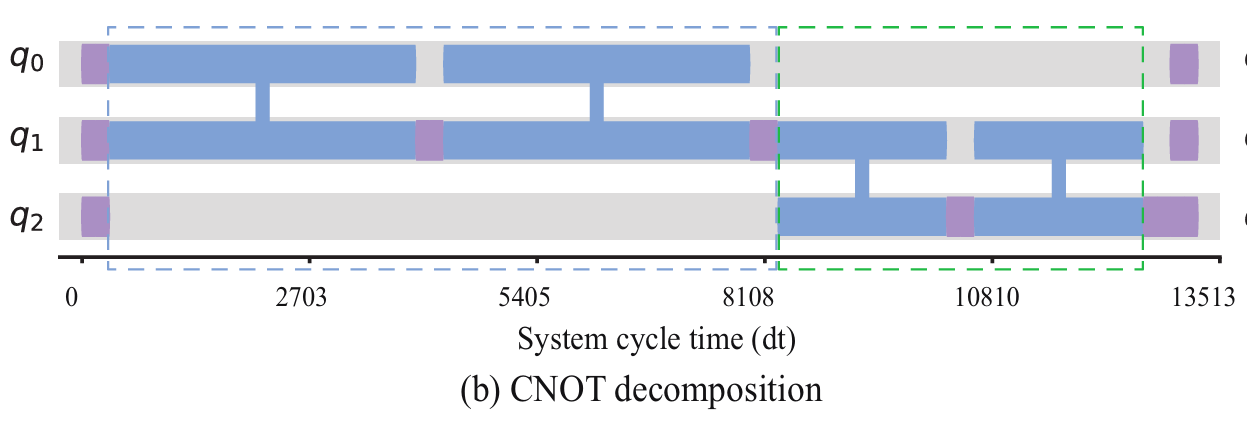 q0
q1
q2
0 2703 5405 8108 10810 13513
System cycle time (dt)
(b) CNOT decomposition